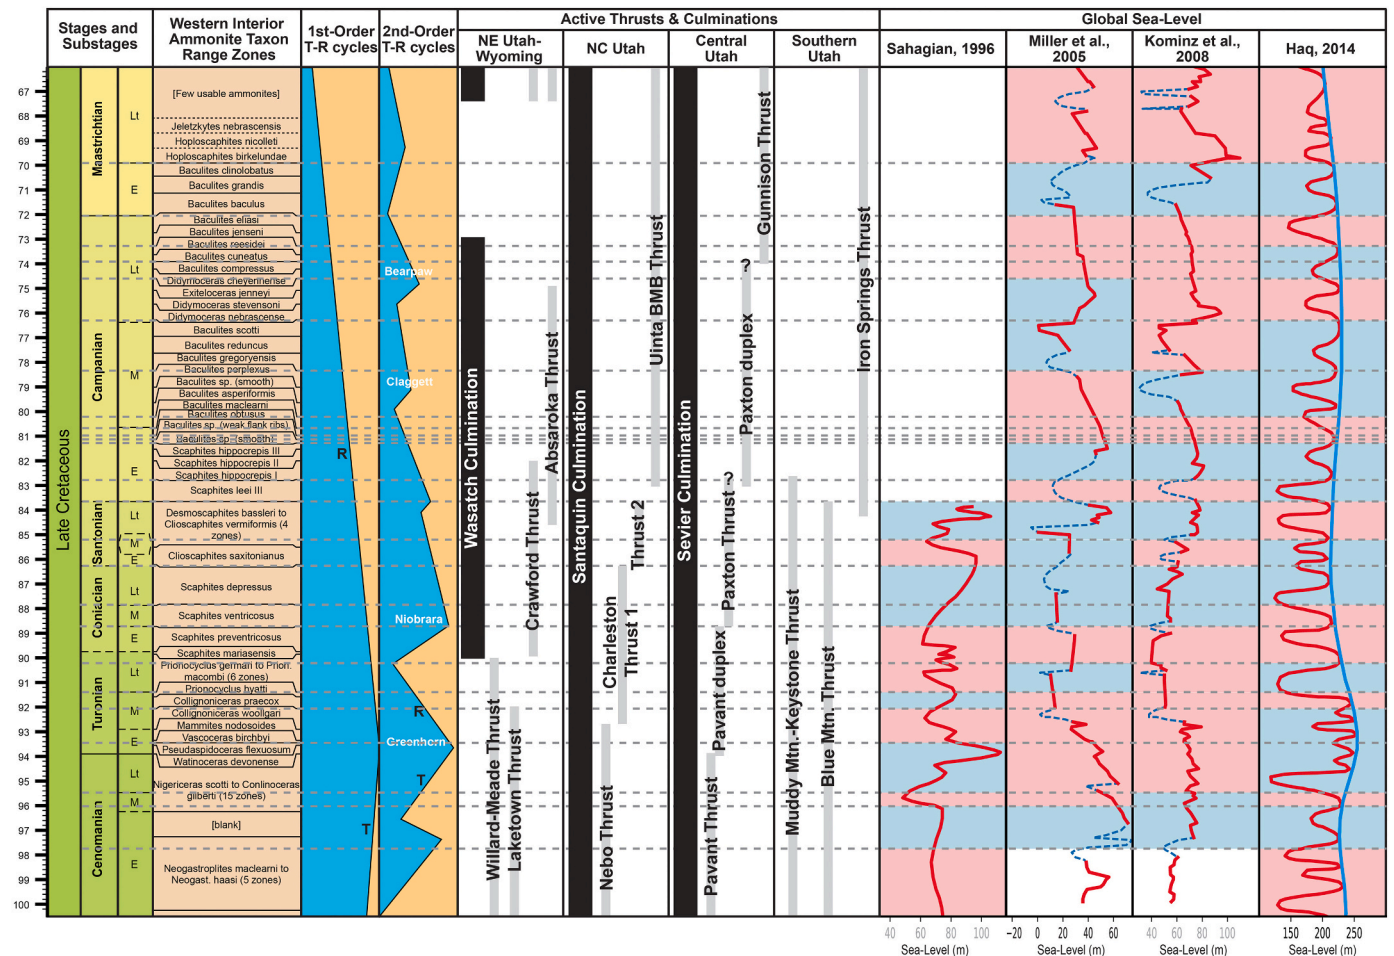 Stages and
Substages
Western Interior
Ammonite Taxon
Range Zones
1st-Order
T-R cycles
2nd-Order
T-R cycles
Active Thrusts & Culminations
NE Utah-
Wyoming
NC Utah
Central
Utah
Southern
Utah
Global Sea-Level
Sahagian, 1996
Miller et al.,
2005
Kominz et al.,
2008
Haq, 2014
67
68
69
70
71
72
73
74
75
76
77
78
79
80
81
82
83
84
85
86
87
88
89
90
91
92
93
94
95
96
97
98
99
100
Late Cretaceous
Maastrichtian
Campanian
Santonian
Coniacian
Turonian
Cenomanian
Lt
E
Lt
M
E
Lt
M
E
Lt
M
E
Lt
M
E
Lt
M
E
[Few usable ammonites]
Jeletzkytes nebrascensis
Hoploscaphites nicolleti
Hoploscaphites birkelundae
Baculites clinolobatus
Baculites grandis
Baculites baculus
Baculites eliasi
Baculites jenseni
Baculites reesidei
Baculites cuneatus
Baculites compressus
Didymoceras cheyennense
Exiteloceras jenneyi
Didymoceras stevensoni
Didymoceras nebrascense
Baculites scotti
Baculites reduncus
Baculites gregoryensis
Baculites perplexus
Baculites sp. (smooth)
Baculites asperiformis
Baculites maclearni
Baculites obtusus
Baculites sp. (weak flank ribs)
Baculites sp. (smooth)
Scaphites hippocrepis III
Scaphites hippocrepis II
Scaphites hippocrepis I
Scaphites leei III
Desmoscaphites bassleri to
Clioscaphites vermiformis (4
zones)
Clioscaphites saxitonianus
Scaphites depressus
Scaphites ventricosus
Scaphites preventricosus
Scaphites mariasensis
Prionocyclus german to Prion.
macombi (6 zones)
Prionocyclus hyatti
Collignoniceras praecox
Collignoniceras woollgari
Mammites nodosoides
Vascoceras birchbyi
Pseudaspidoceras flexuosum
Watinoceras devonense
Nigericeras scotti to Conlinoceras
gilberti (15 zones)
[blank]
Neogastroplites maclearni to
Neogast. haasi (5 zones)
R
T
Bearpaw
Claggett
Niobrara
R
Greenhorn
T
Wasatch Culmination
Willard-Meade Thrust
Laketown Thrust
Crawford Thrust
Absaroka Thrust
Santaquin Culmination
Nebo Thrust
Charleston
Thrust 1
Thrust 2
Uinta BMB Thrust
Sevier Culmination
Pavant Thrust
Pavant duplex
Paxton Thrust ?
Paxton duplex ?
Gunnison Thrust
Muddy Mtn.-Keystone Thrust
Blue Mtn. Thrust
Iron Springs Thrust
40 60 80 100
Sea-Level (m)
−20 0 20 40 60
Sea-Level (m)
40 60 80 100
Sea-Level (m)
150 200 250
Sea-Level (m)